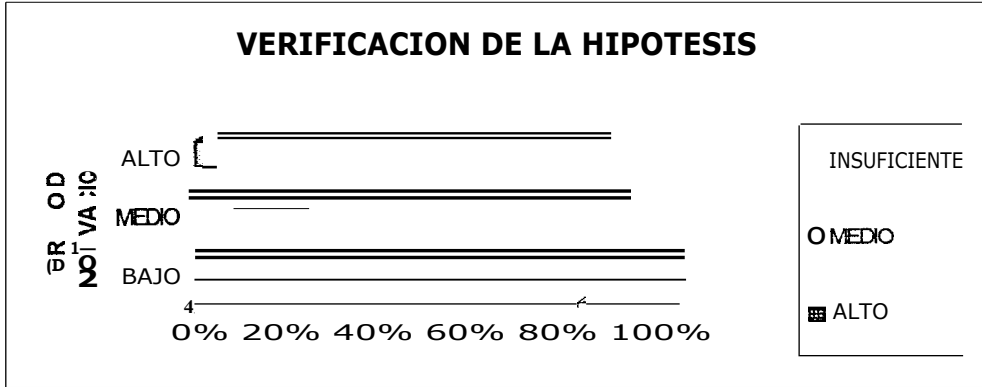 VERIFICACION DE LA HIPOTESIS
ALTO
MEDIO
BAJO
0% 20% 40% 60% 80% 100%
INSUFICIENTE
MEDIO
ALTO